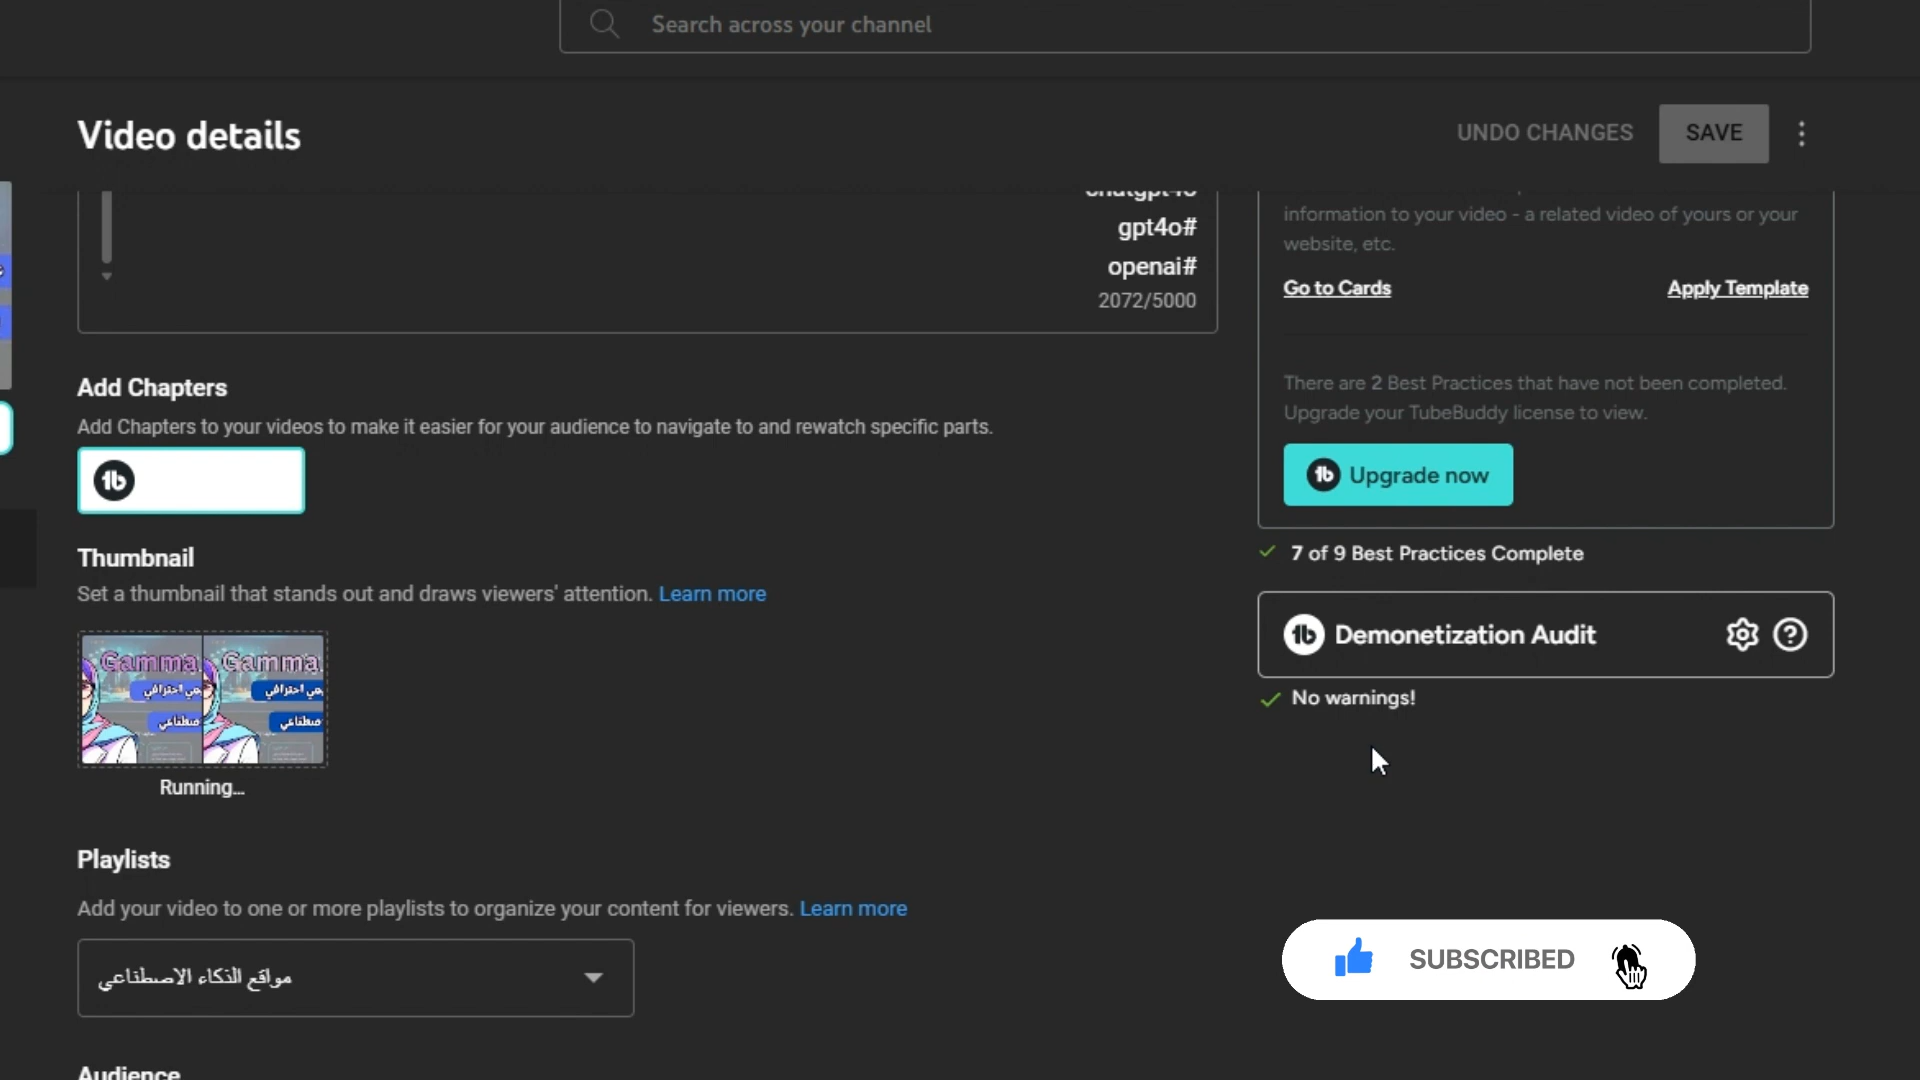 Search across your channel
Video details
UNDO CHANGES
SAVE
gpt4o#
openai#
2072/5000
Add Chapters
Add Chapters to your videos to make it easier for your audience to navigate to and rewatch specific parts.
Thumbnail
Set a thumbnail that stands out and draws viewers' attention. Learn more
Gamma
Gamma
Running...
Playlists
Add your video to one or more playlists to organize your content for viewers. Learn more
مواقع الذكاء الاصطناعي
Audience
information to your video - a related video of yours or your
website, etc.
Go to Cards
Apply Template
There are 2 Best Practices that have not been completed.
Upgrade your TubeBuddy license to view.
Upgrade now
7 of 9 Best Practices Complete
Demonetization Audit
No warnings!
SUBSCRIBED